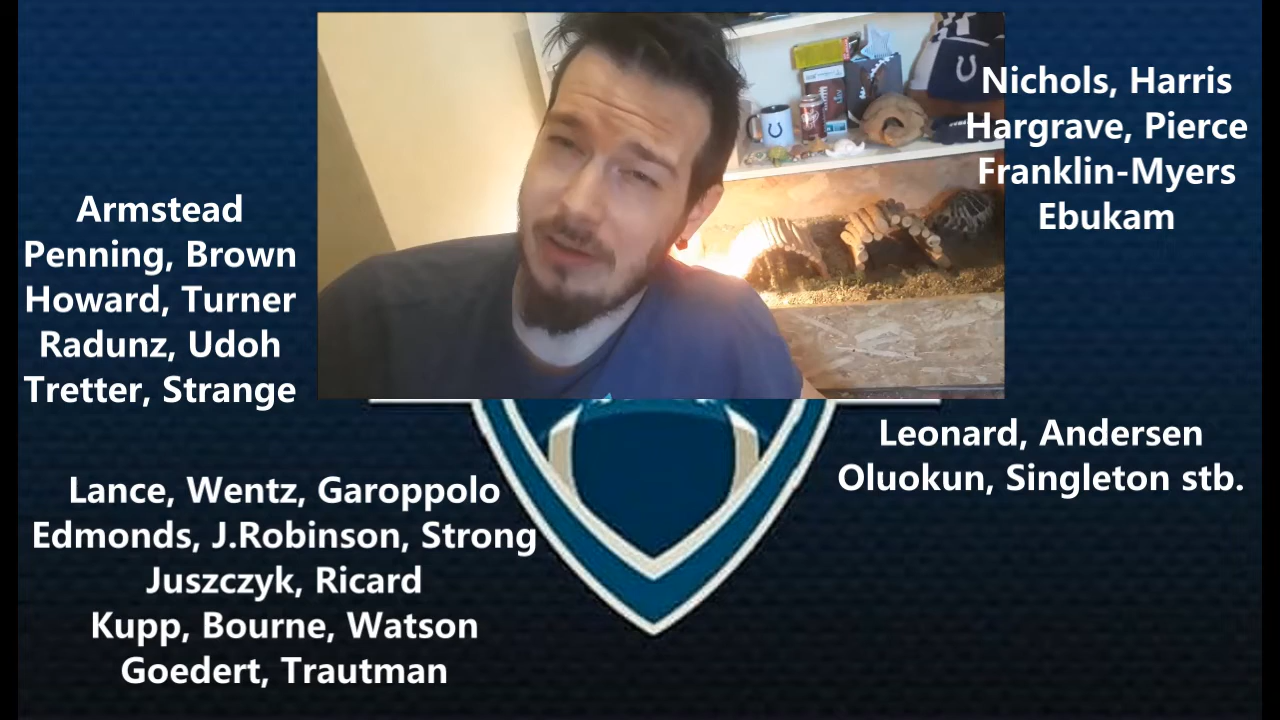 Armstead
Penning, Brown
Howard, Turner
Radunz, Udoh
Tretter, Strange
Lance, Wentz, Garoppolo
Edmonds, J.Robinson, Strong
Juszczyk, Ricard
Kupp, Bourne, Watson
Goedert, Trautman
Nichols, Harris
Hargrave, Pierce
Franklin-Myers
Ebukam
Leonard, Andersen
Oluokun, Singleton stb.